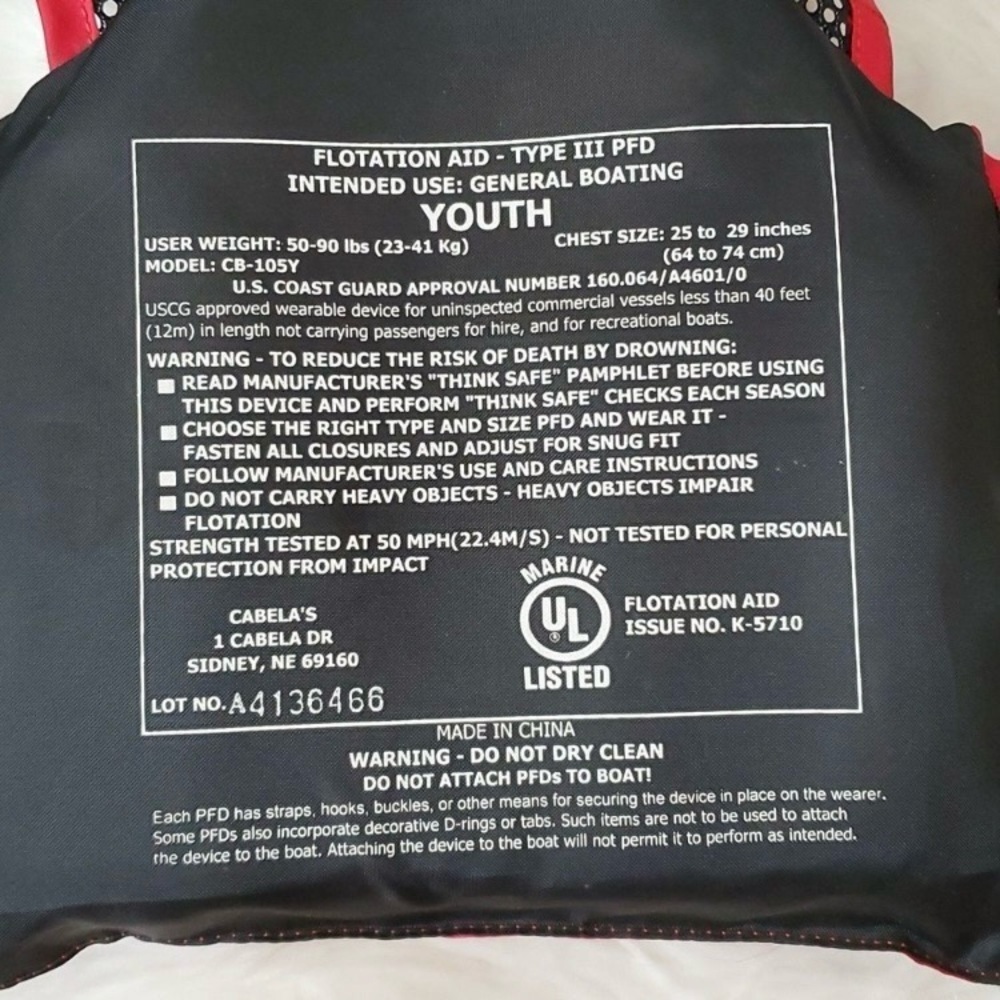 FLOTATION AID - TYPE III PFD
INTENDED USE: GENERAL BOATING
YOUTH
USER WEIGHT: 50-90 lbs (23-41 Kg)
CHEST SIZE: 25 to 29 inches
(64 to 74 cm)
MODEL: CB-105Y
U.S. COAST GUARD APPROVAL NUMBER 160.064/A4601/0
USCG approved wearable device for uninspected commercial vessels less than 40 feet
(12m) in length not carrying passengers for hire, and for recreational boats.
WARNING - TO REDUCE THE RISK OF DEATH BY DROWNING:
■ READ MANUFACTURER'S "THINK SAFE" PAMPHLET BEFORE USING
THIS DEVICE AND PERFORM "THINK SAFE" CHECKS EACH SEASON
■ CHOOSE THE RIGHT TYPE AND SIZE PFD AND WEAR IT -
FASTEN ALL CLOSURES AND ADJUST FOR SNUG FIT
■ FOLLOW MANUFACTURER'S USE AND CARE INSTRUCTIONS
■ DO NOT CARRY HEAVY OBJECTS - HEAVY OBJECTS IMPAIR
FLOTATION
STRENGTH TESTED AT 50 MPH(22.4M/S) - NOT TESTED FOR PERSONAL
PROTECTION FROM IMPACT
CABELA'S
1 CABELA DR
SIDNEY, NE 69160
LOT NO. A4136466
MARINE
UL ®
LISTED
FLOTATION AID
ISSUE NO. K-5710
MADE IN CHINA
WARNING - DO NOT DRY CLEAN
DO NOT ATTACH PFDs TO BOAT!
Each PFD has straps, hooks, buckles, or other means for securing the device in place on the wearer.
Some PFDs also incorporate decorative D-rings or tabs. Such items are not to be used to attach
the device to the boat. Attaching the device to the boat will not permit it to perform as intended.